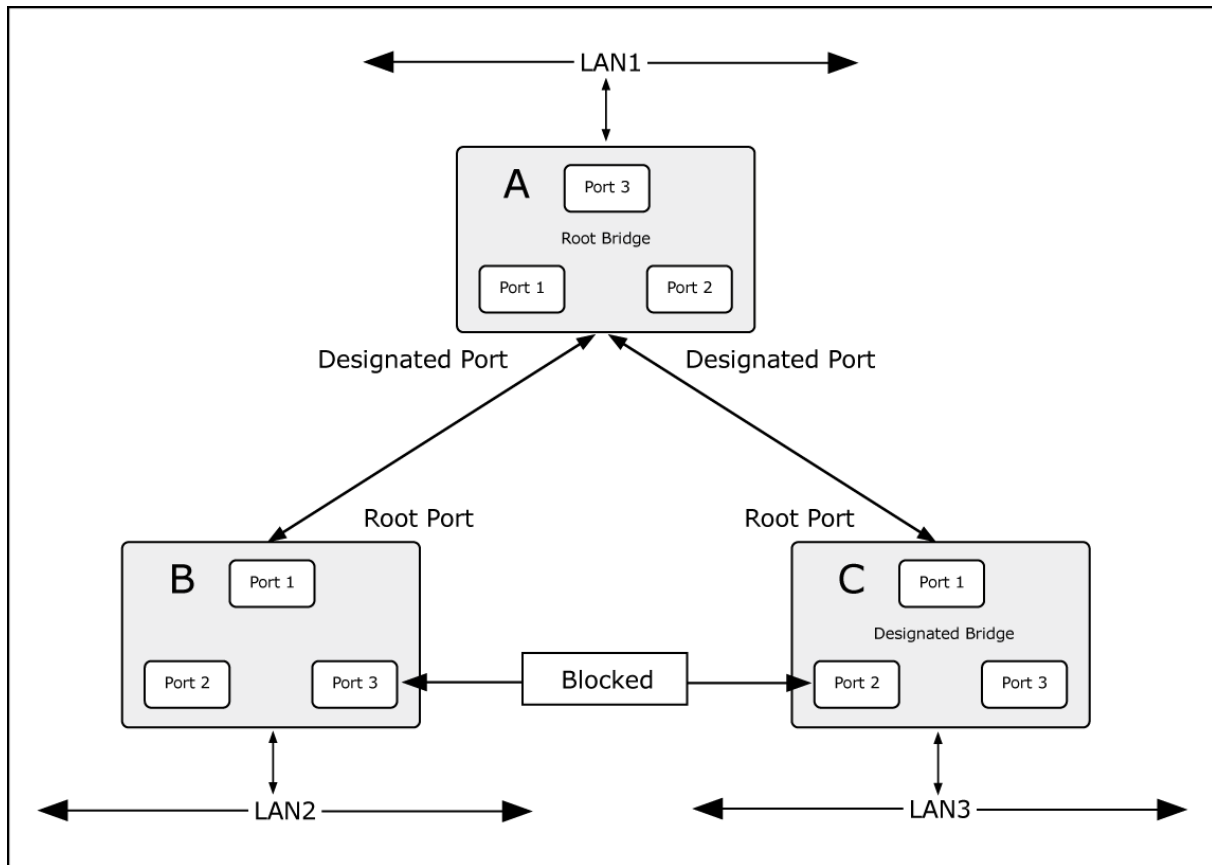 LAN1
A
Port 3
Root Bridge
Port 1
Port 2
Designated Port
Designated Port
Root Port
Root Port
B
Port 1
C
Port 1
Designated Bridge
Port 2
Port 3
Blocked
Port 2
Port 3
LAN2
LAN3